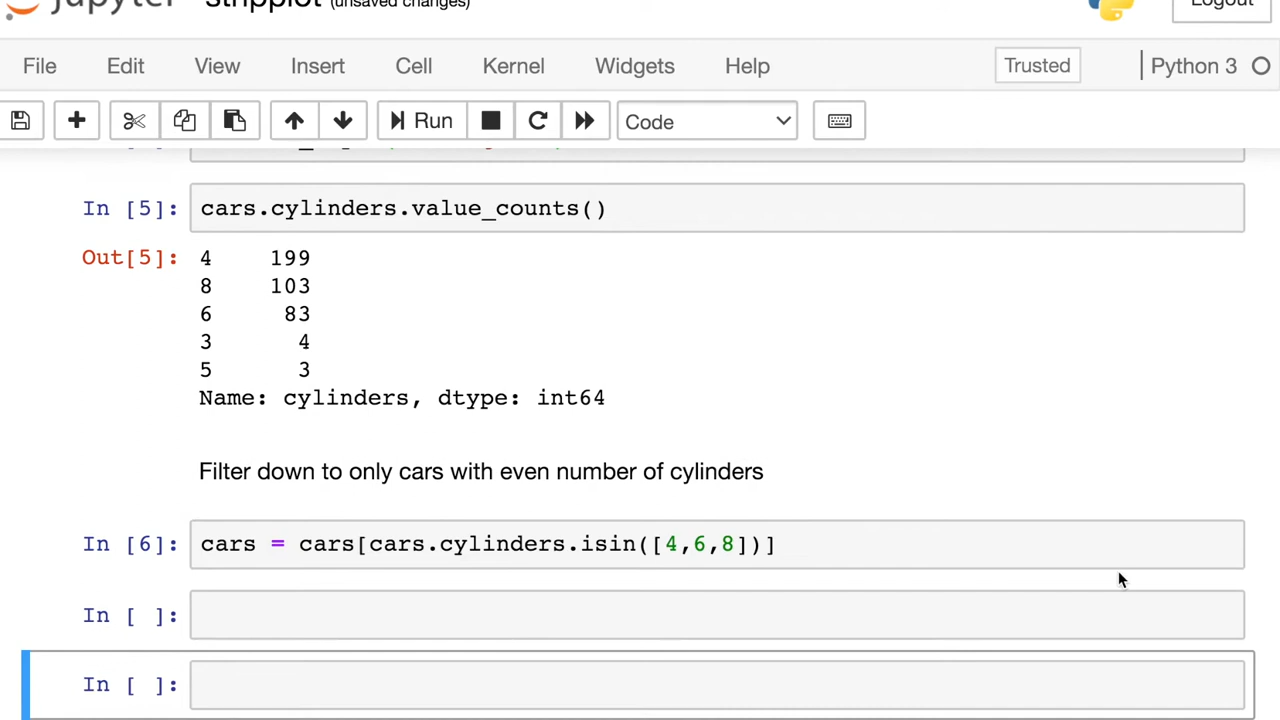 jupyter stripplot (unsaved changes) Logout
File Edit View Insert Cell Kernel Widgets Help Trusted Python 3
Run Code
In [5]: cars.cylinders.value_counts()
Out[5]: 4 199
8 103
6 83
3 4
5 3
Name: cylinders, dtype: int64
Filter down to only cars with even number of cylinders
In [6]: cars = cars[cars.cylinders.isin([4,6,8])]
In [ ]:
In [ ]: